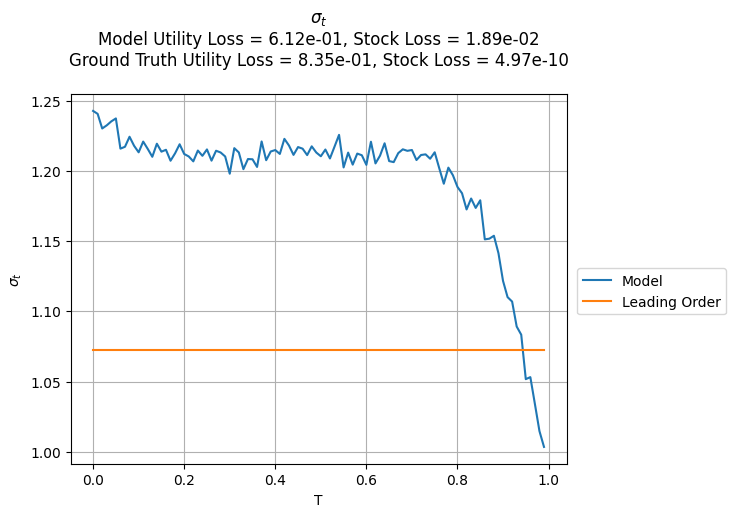 σt
Model Utility Loss = 6.12e-01, Stock Loss = 1.89e-02
Ground Truth Utility Loss = 8.35e-01, Stock Loss = 4.97e-10
1.25
1.20
1.15
1.10
1.05
1.00
σt
0.0 0.2 0.4 0.6 0.8 1.0
T
Model
Leading Order